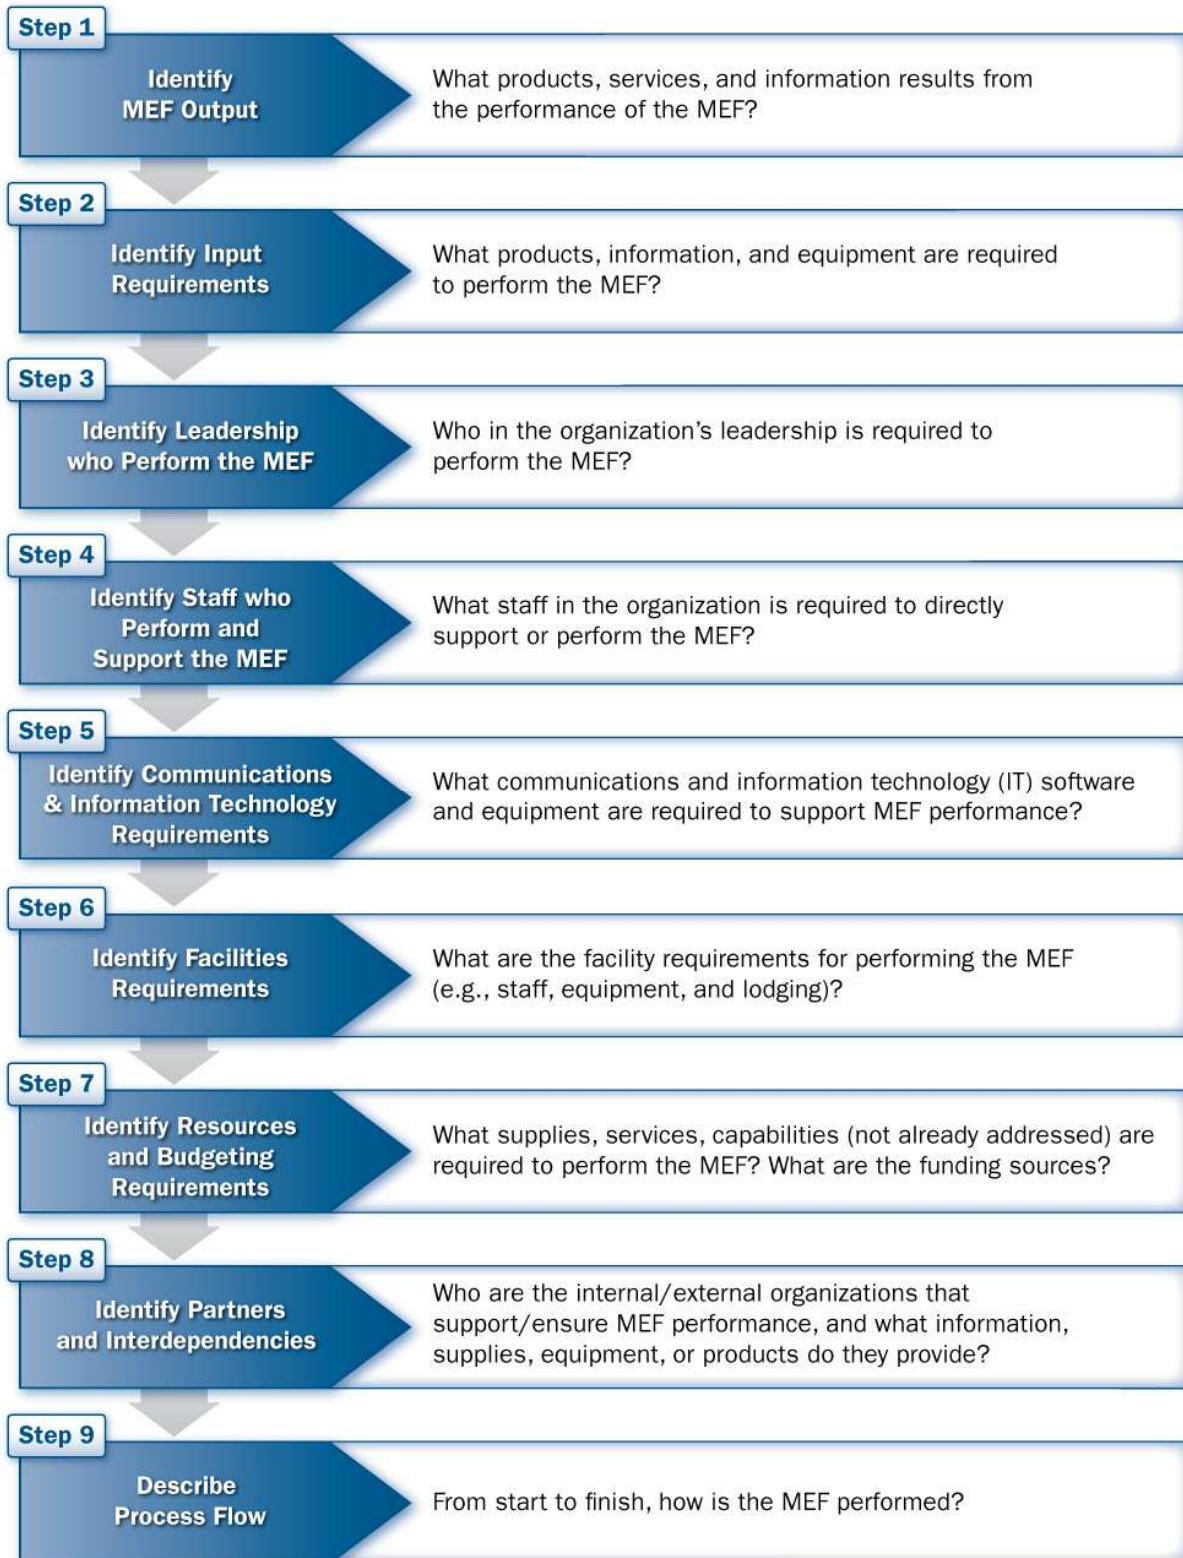 Step 1
Identify
MEF Output
What products, services, and information results from
the performance of the MEF?
Step 2
Identify Input
Requirements
What products, information, and equipment are required
to perform the MEF?
Step 3
Identify Leadership
who Perform the MEF
Who in the organization’s leadership is required to
perform the MEF?
Step 4
Identify Staff who
Perform and
Support the MEF
What staff in the organization is required to directly
support or perform the MEF?
Step 5
Identify Communications
& Information Technology
Requirements
What communications and information technology (IT) software
and equipment are required to support MEF performance?
Step 6
Identify Facilities
Requirements
What are the facility requirements for performing the MEF
(e.g., staff, equipment, and lodging)?
Step 7
Identify Resources
and Budgeting
Requirements
What supplies, services, capabilities (not already addressed) are
required to perform the MEF? What are the funding sources?
Step 8
Identify Partners
and Interdependencies
Who are the internal/external organizations that
support/ensure MEF performance, and what information,
supplies, equipment, or products do they provide?
Step 9
Describe
Process Flow
From start to finish, how is the MEF performed?